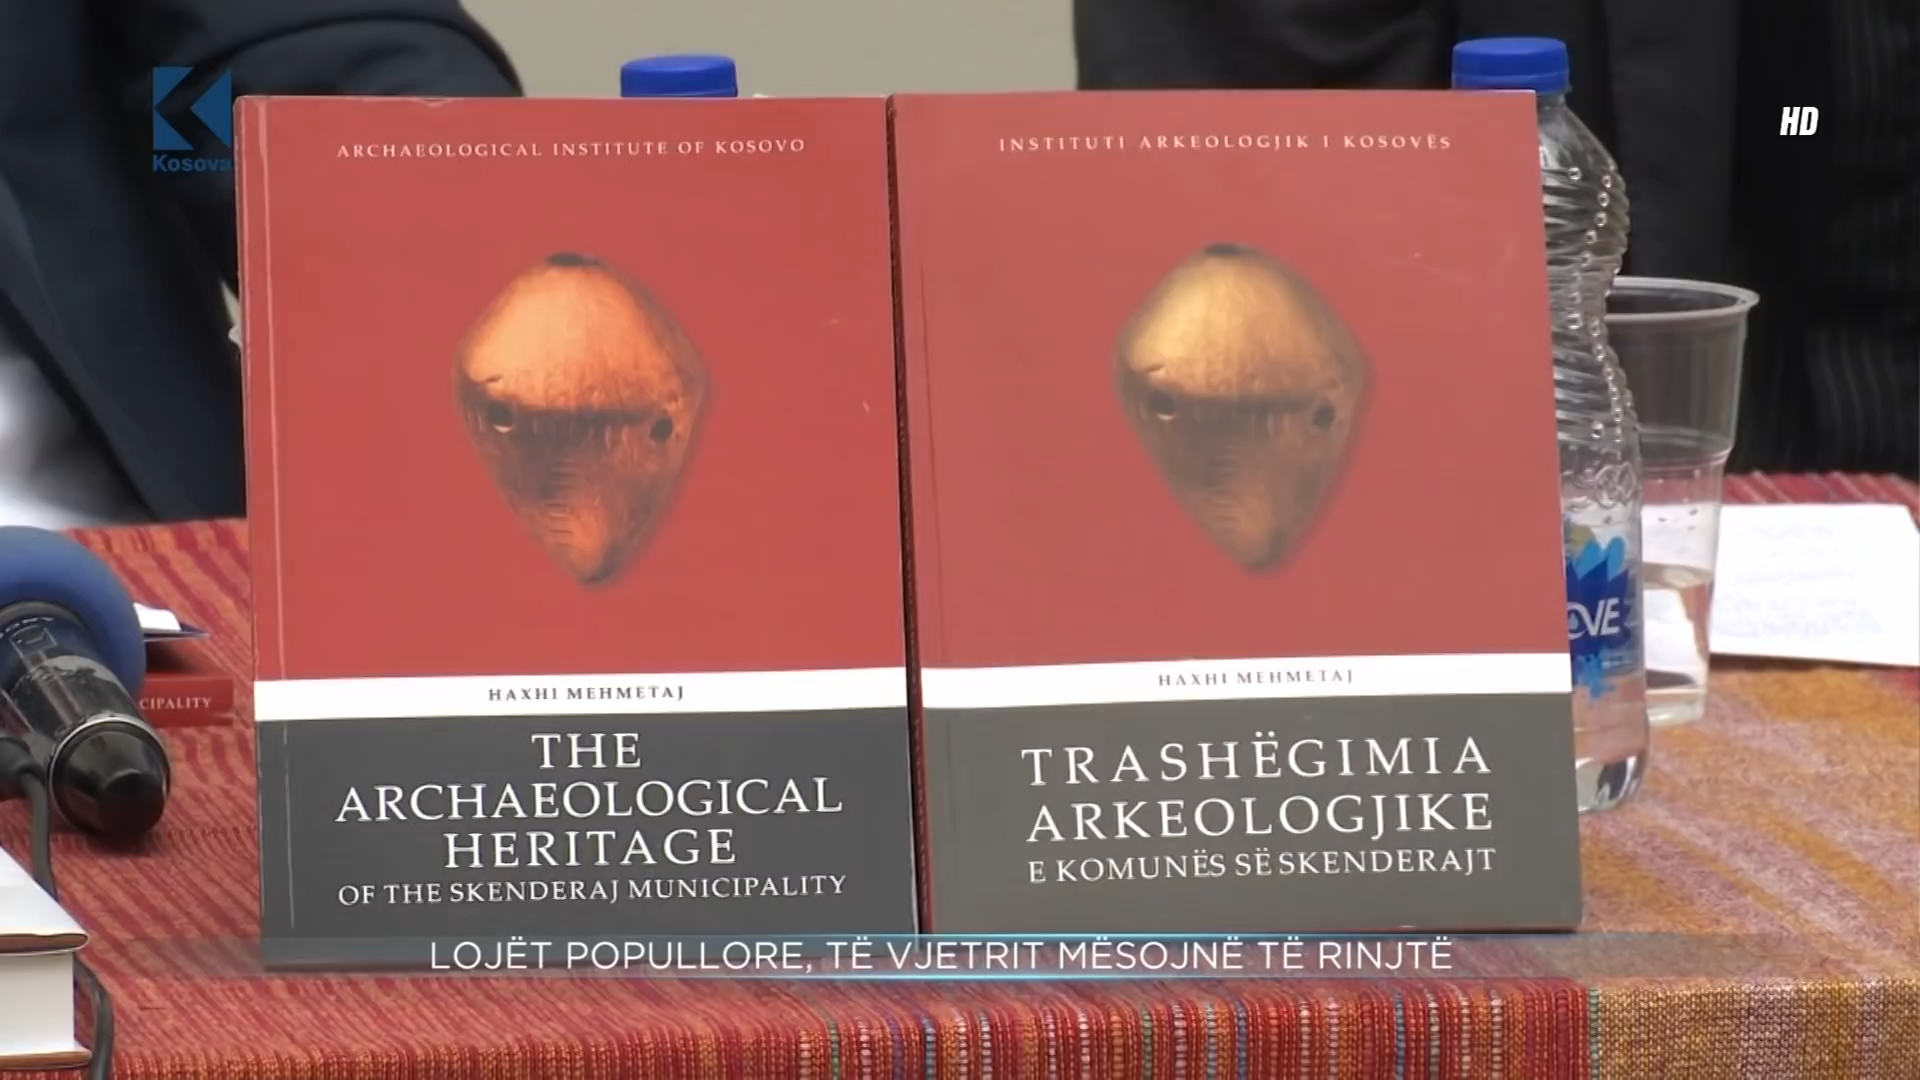 Kosova
HD
ARCHAEOLOGICAL INSTITUTE OF KOSOVO
HAXHI MEHMETAJ
THE
ARCHAEOLOGICAL
HERITAGE
OF THE SKENDERAJ MUNICIPALITY
INSTITUTI ARKEOLOGJIK I KOSOVËS
HAXHI MEHMETAJ
TRASHËGIMIA
ARKEOLOGJIKE
E KOMUNËS SË SKENDERAJT
CIPALITY
LOJËT POPULLORE, TË VJETRIT MËSOJNË TË RINJTË